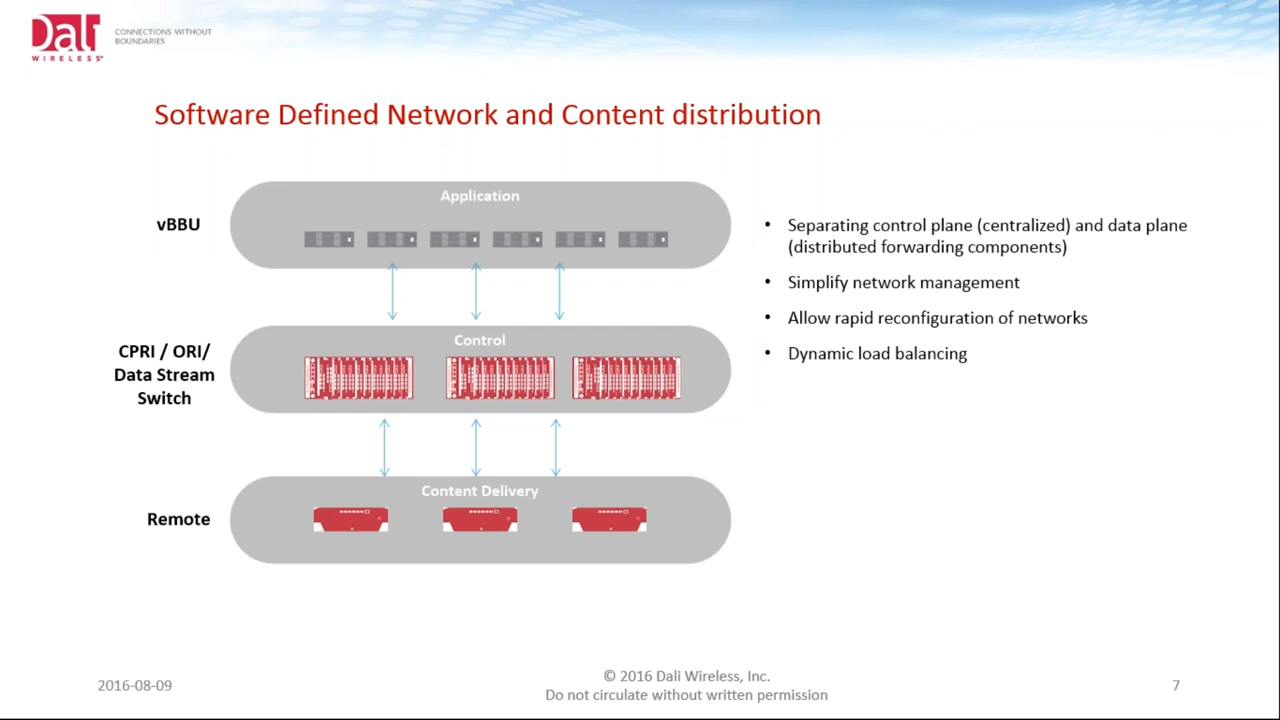 Dali
WIRELESS
CONNECTIONS WITHOUT
BOUNDARIES
Software Defined Network and Content distribution
vBBU
Application
CPRI / ORI/
Data Stream
Switch
Control
Remote
Content Delivery
• Separating control plane (centralized) and data plane
(distributed forwarding components)
• Simplify network management
• Allow rapid reconfiguration of networks
• Dynamic load balancing
2016-08-09
© 2016 Dali Wireless, Inc.
Do not circulate without written permission
7